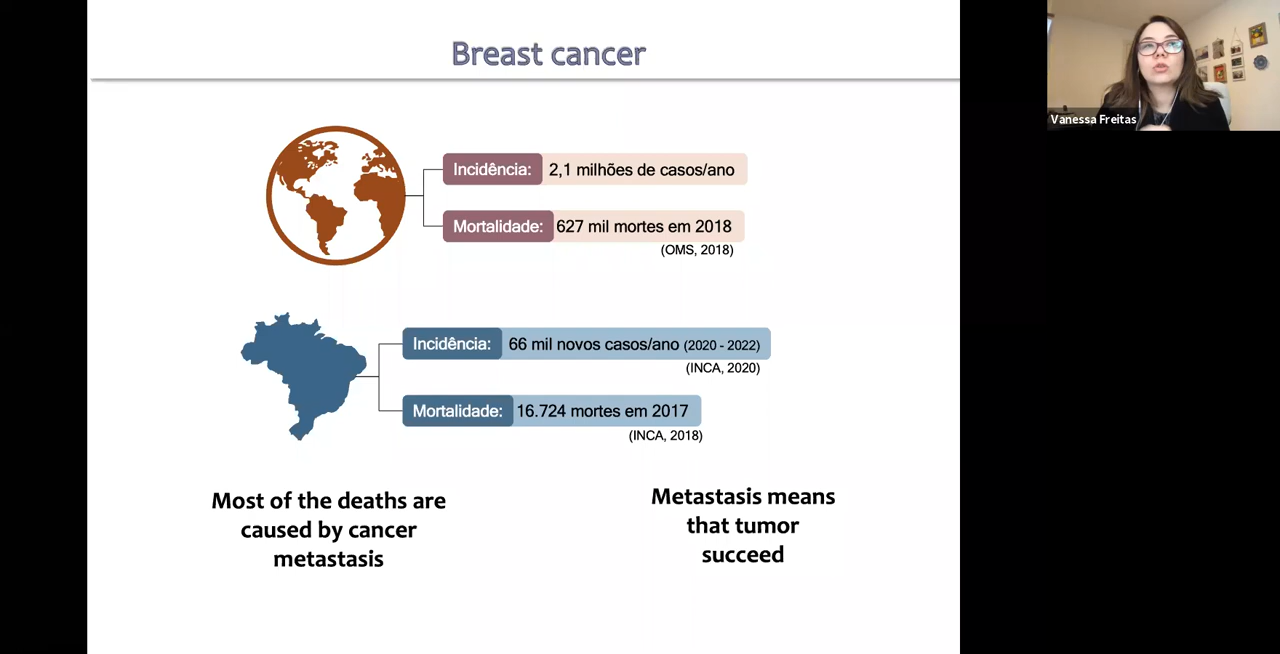 Breast cancer
Vanessa Freitas
Incidência: 2,1 milhões de casos/ano
Mortalidade: 627 mil mortes em 2018
(OMS, 2018)
Incidência: 66 mil novos casos/ano (2020 - 2022)
(INCA, 2020)
Mortalidade: 16.724 mortes em 2017
(INCA, 2018)
Most of the deaths are
caused by cancer
metastasis
Metastasis means
that tumor
succeed